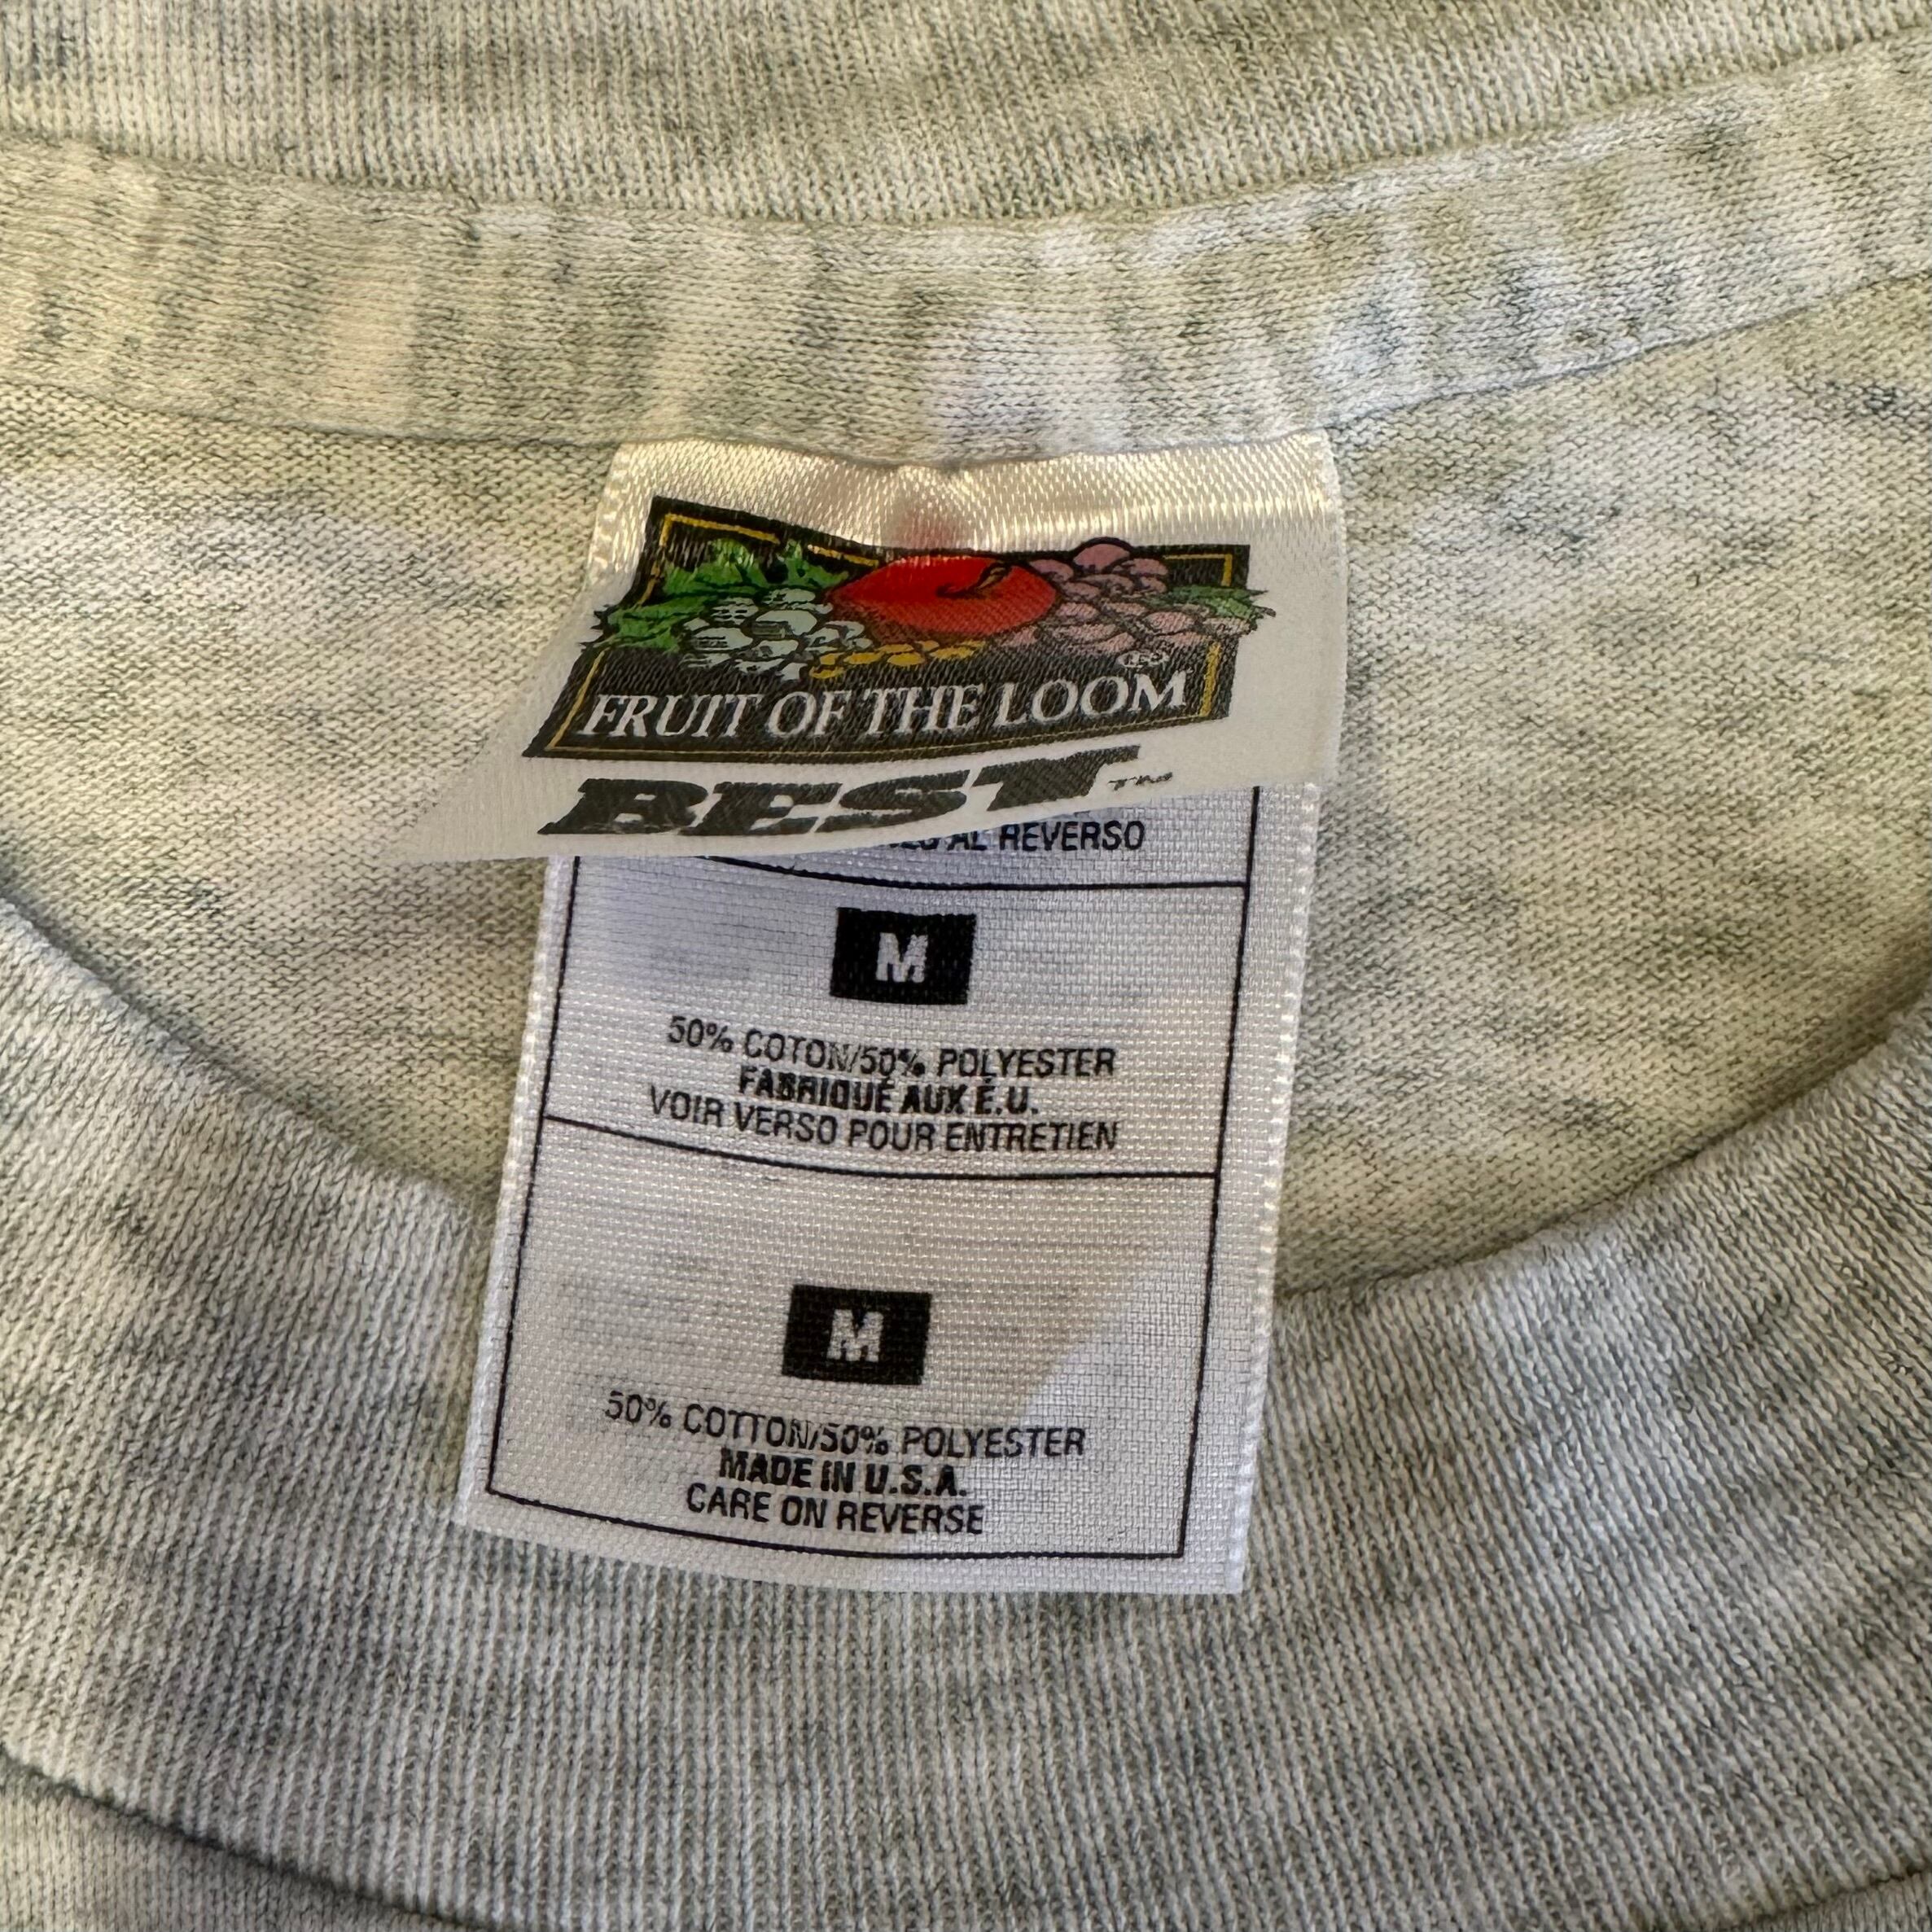 FRUIT OF THE LOOM
BEST™
AL REVERSO
M
50% COTON/50% POLYESTER
FABRIQUÉ AUX É.U.
VOIR VERSO POUR ENTRETIEN
M
50% COTTON/50% POLYESTER
MADE IN U.S.A.
CARE ON REVERSE